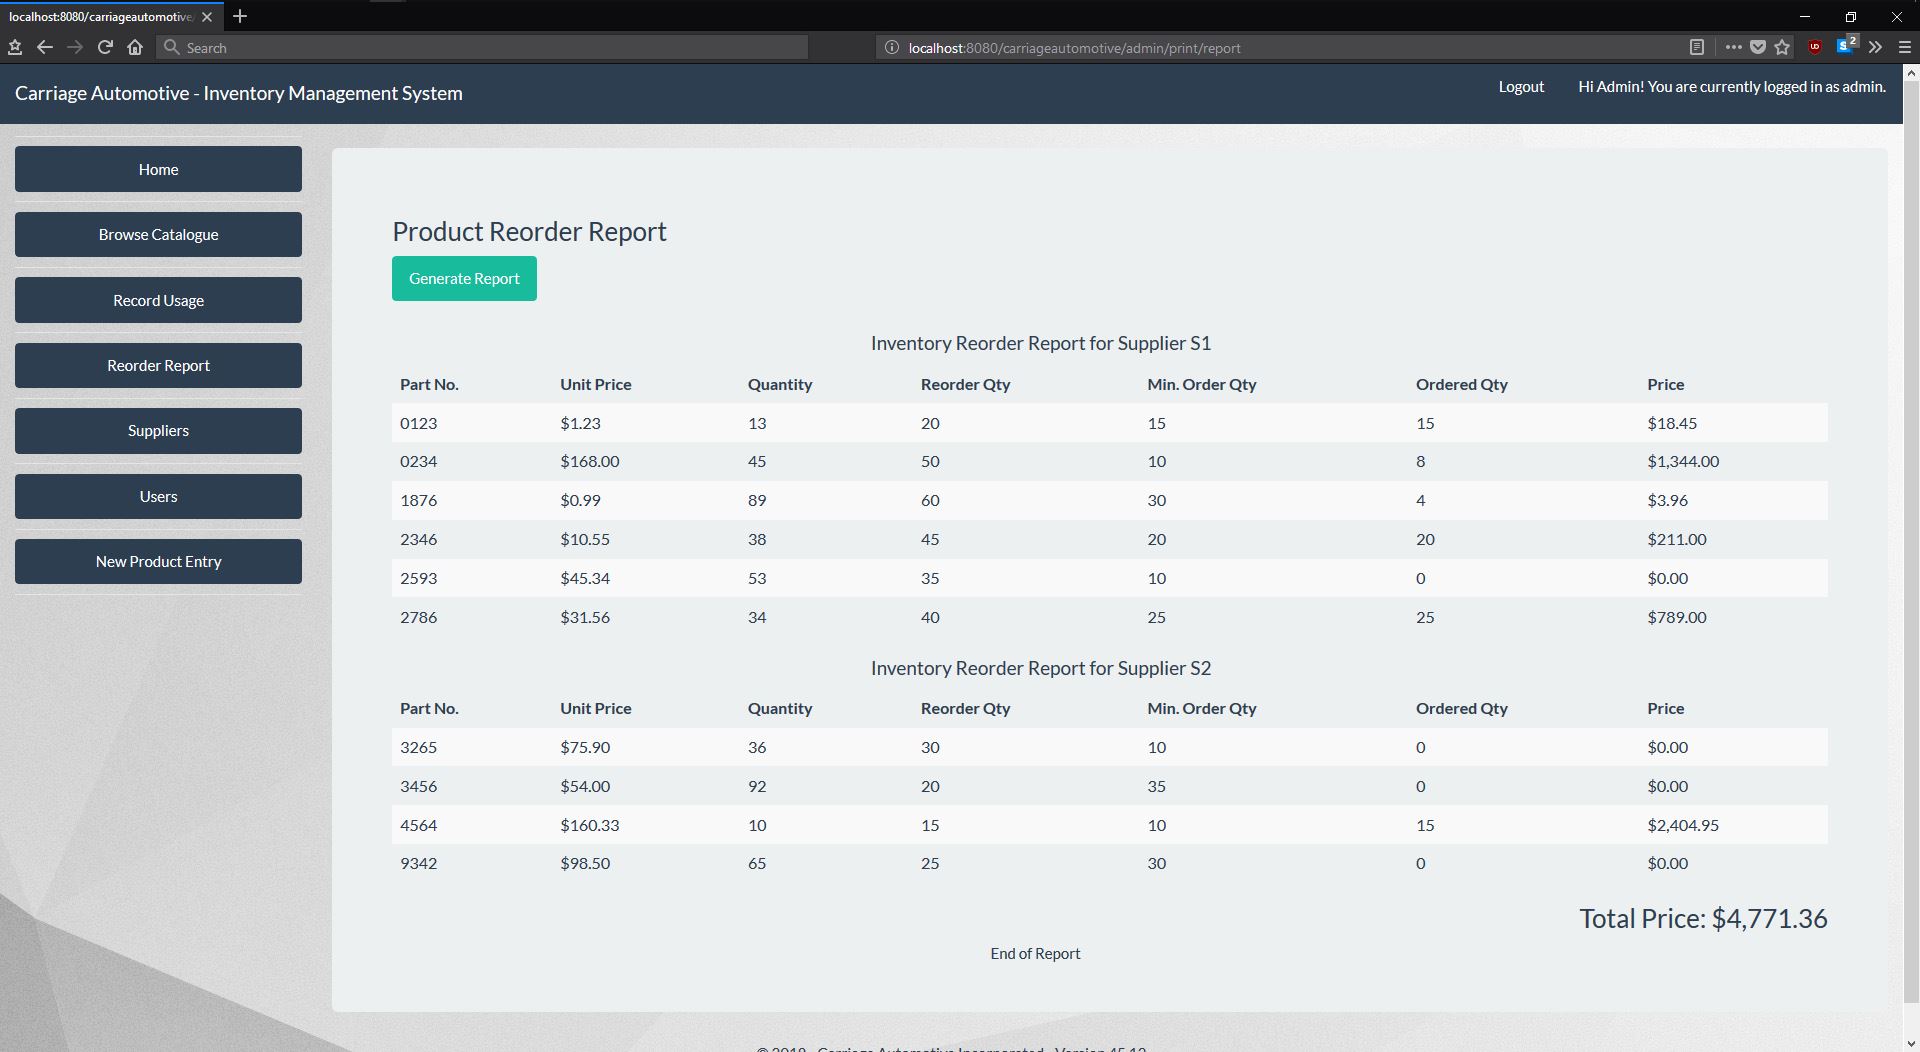 localhost:8080/carriageautomotive/
Search
localhost:8080/carriageautomotive/admin/print/report
2
Carriage Automotive - Inventory Management System
Logout
Hi Admin! You are currently logged in as admin.
Home
Browse Catalogue
Record Usage
Reorder Report
Suppliers
Users
New Product Entry
Product Reorder Report
Generate Report
Inventory Reorder Report for Supplier S1
Part No. Unit Price Quantity Reorder Qty Min. Order Qty Ordered Qty Price
0123 $1.23 13 20 15 15 $18.45
0234 $168.00 45 50 10 8 $1,344.00
1876 $0.99 89 60 30 4 $3.96
2346 $10.55 38 45 20 20 $211.00
2593 $45.34 53 35 10 0 $0.00
2786 $31.56 34 40 25 25 $789.00
Inventory Reorder Report for Supplier S2
Part No. Unit Price Quantity Reorder Qty Min. Order Qty Ordered Qty Price
3265 $75.90 36 30 10 0 $0.00
3456 $54.00 92 20 35 0 $0.00
4564 $160.33 10 15 10 15 $2,404.95
9342 $98.50 65 25 30 0 $0.00
Total Price: $4,771.36
End of Report
Carriage Automotive Incorporated - Version